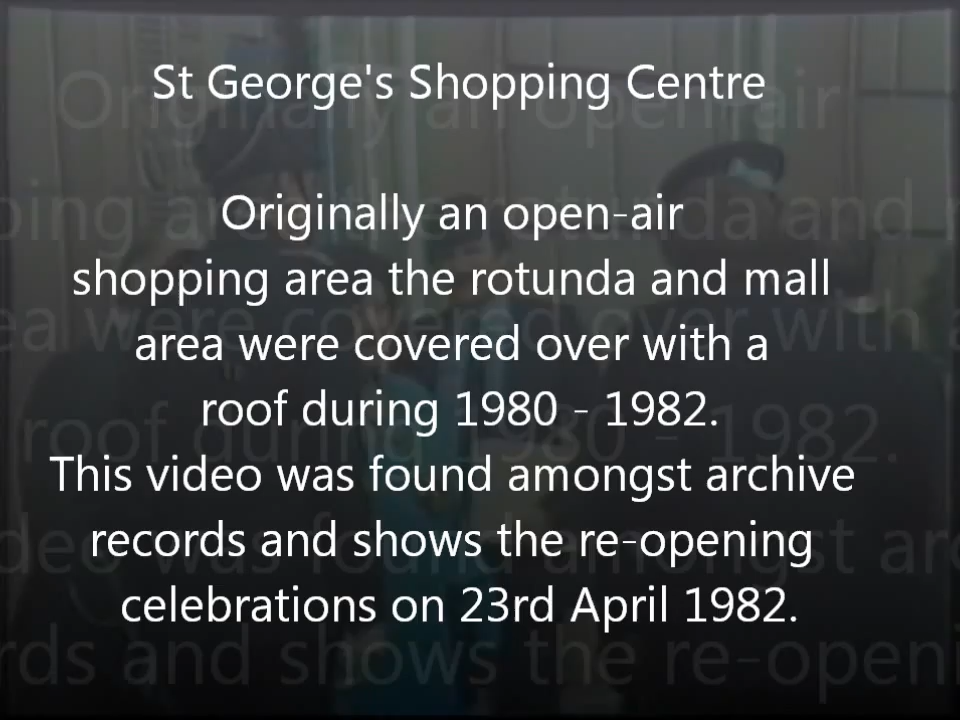 St George's Shopping Centre
Originally an open-air
shopping area the rotunda and mall
area were covered over with a
roof during 1980 - 1982.
This video was found amongst archive
records and shows the re-opening
celebrations on 23rd April 1982.